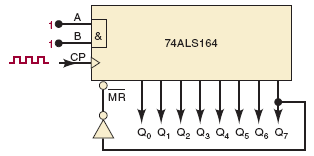 1 A
1 B & 74ALS164
CP
MR
Q0 Q1 Q2 Q3 Q4 Q5 Q6 Q7